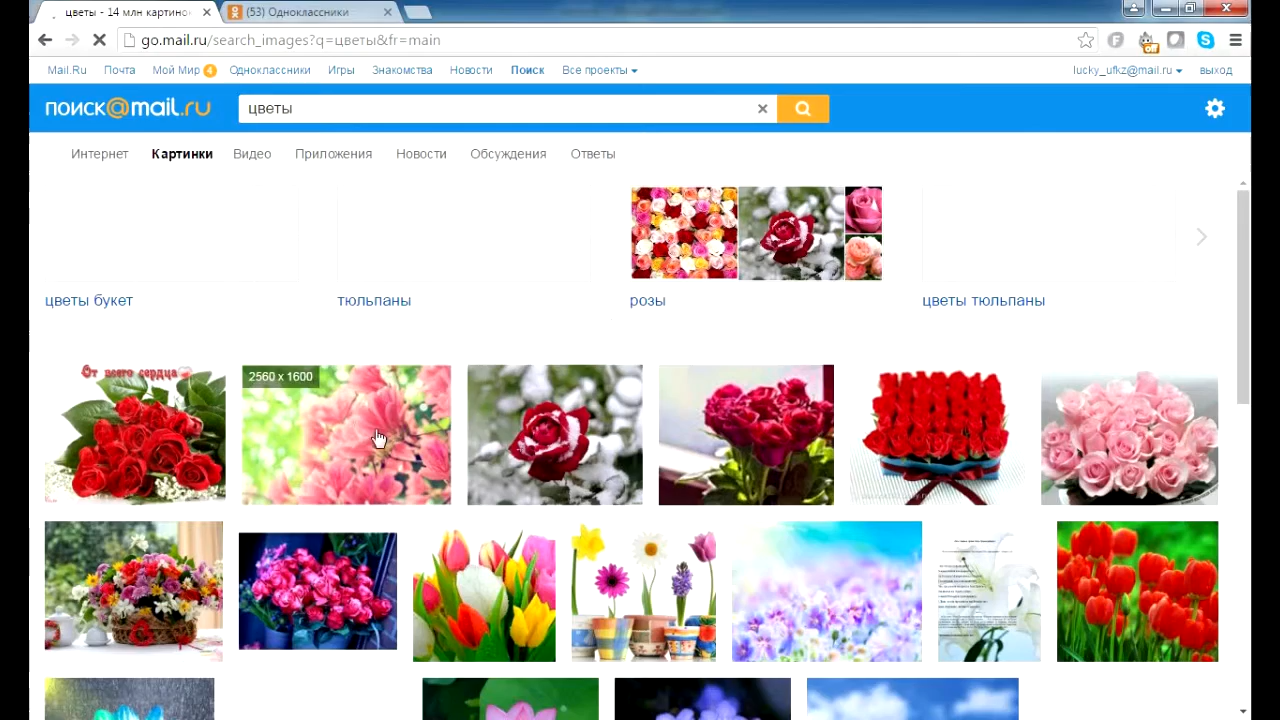 цветы - 14 млн картинок
(53) Одноклассники
go.mail.ru/search_images?q=цветы&fr=main
off
Mail.Ru Почта Мой Мир 4 Одноклассники Игры Знакомства Новости Поиск Все проекты
lucky_ufkz@mail.ru выход
поиск@mail.ru
цветы
Интернет Картинки Видео Приложения Новости Обсуждения Ответы
цветы букет
тюльпаны
розы
цветы тюльпаны
От всего сердца
2560 x 1600